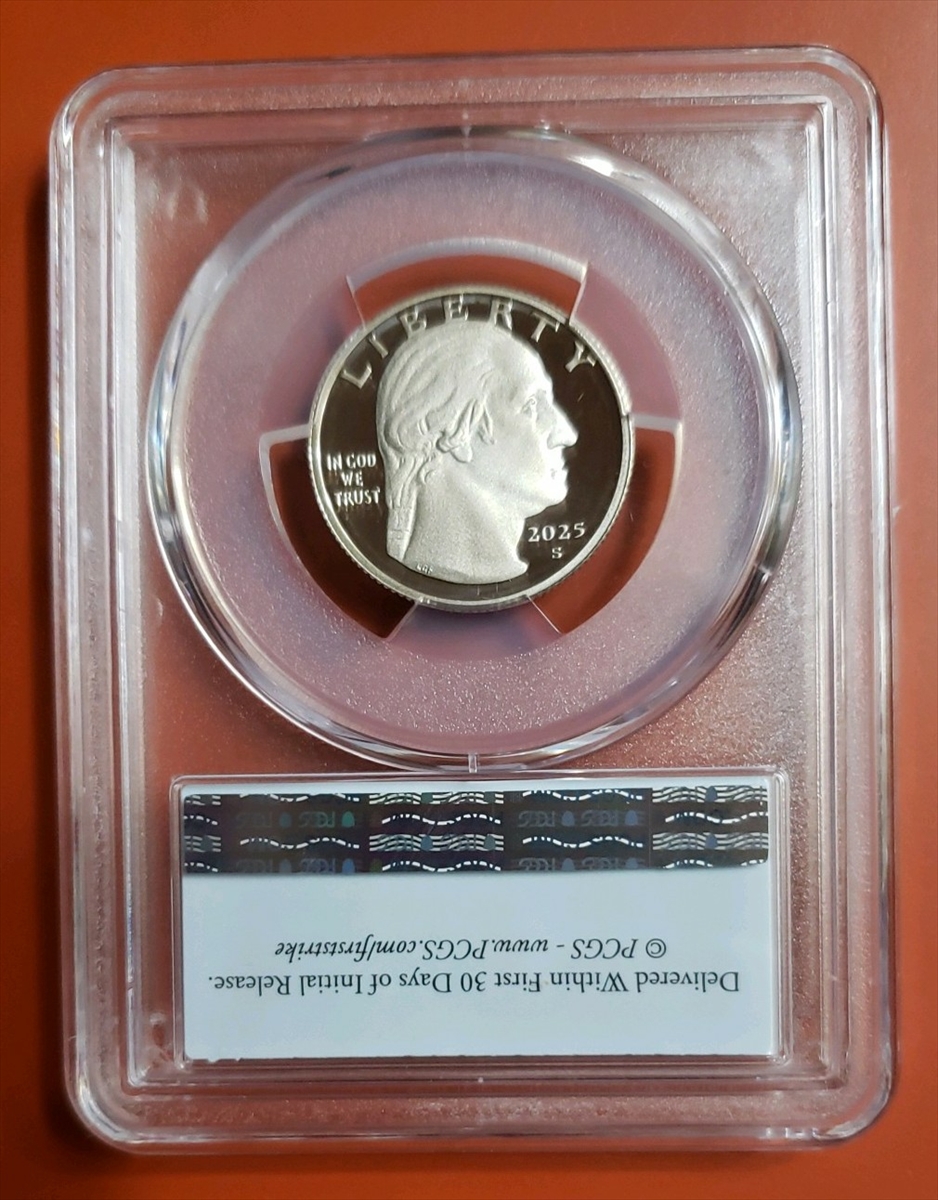 LIBERTY
IN GOD
WE
TRUST
2025
S
Delivered Within First 30 Days of Initial Release.
© PCGS - www.PCGS.com/firststrike